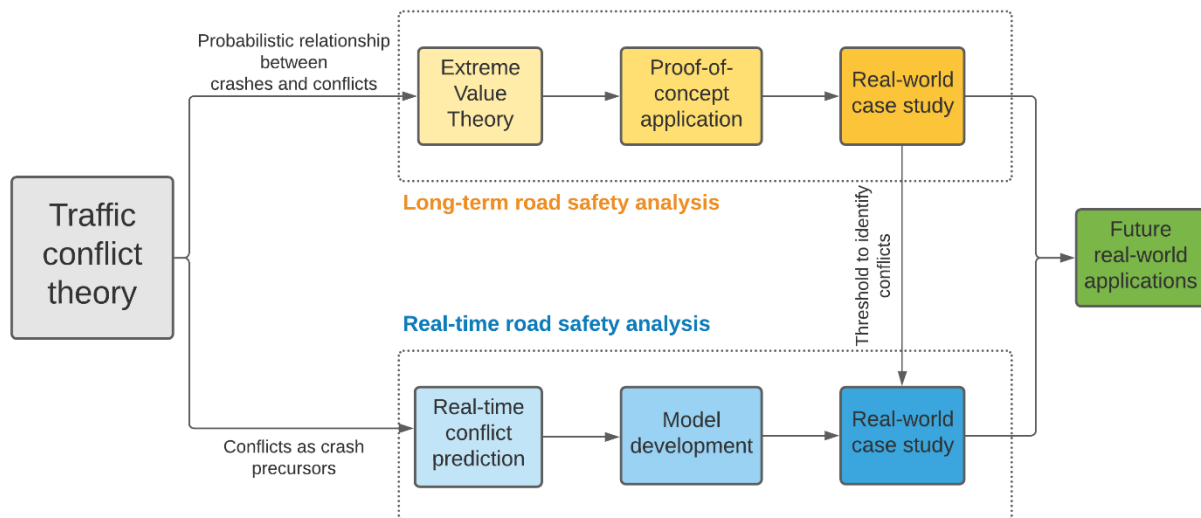 Probabilistic relationship
between
crashes and conflicts
Extreme
Value
Theory
Proof-of-
concept
application
Real-world
case study
Long-term road safety analysis
Traffic
conflict
theory
Threshold to identify
conflicts
Future
real-world
applications
Real-time road safety analysis
Conflicts as crash
precursors
Real-time
conflict
prediction
Model
development
Real-world
case study